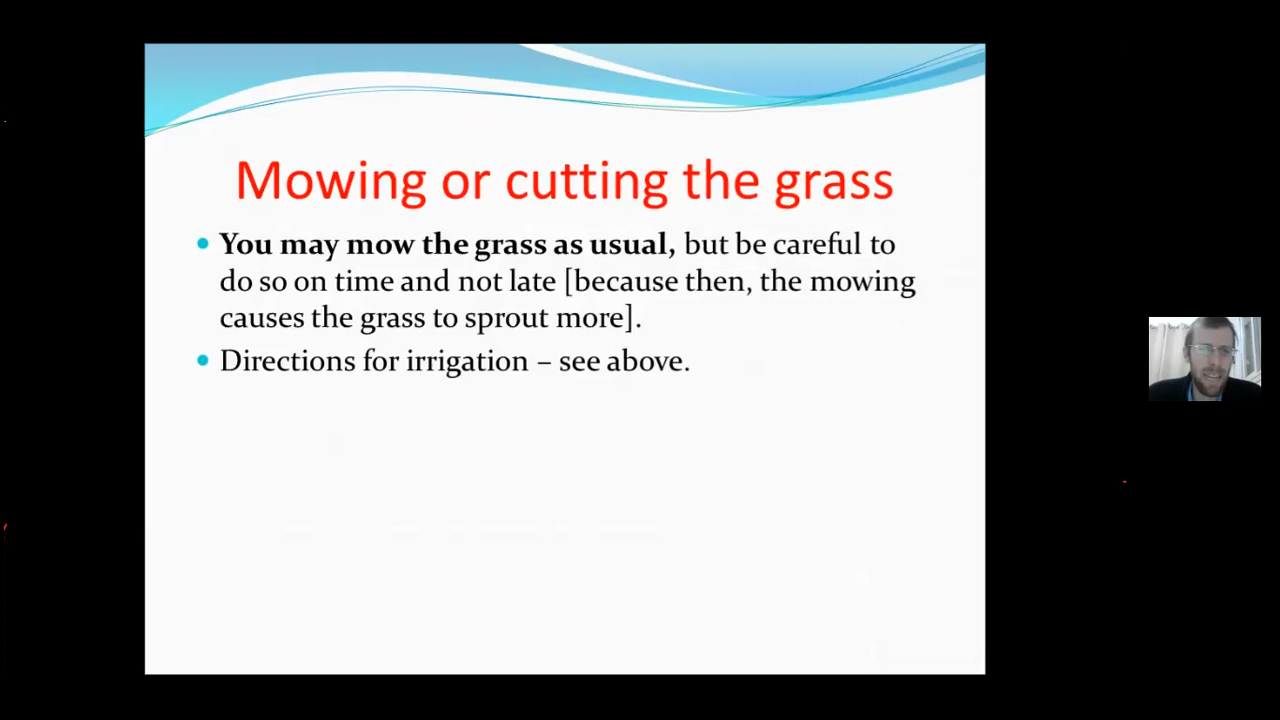 Mowing or cutting the grass
You may mow the grass as usual, but be careful to
do so on time and not late [because then, the mowing
causes the grass to sprout more].
Directions for irrigation – see above.